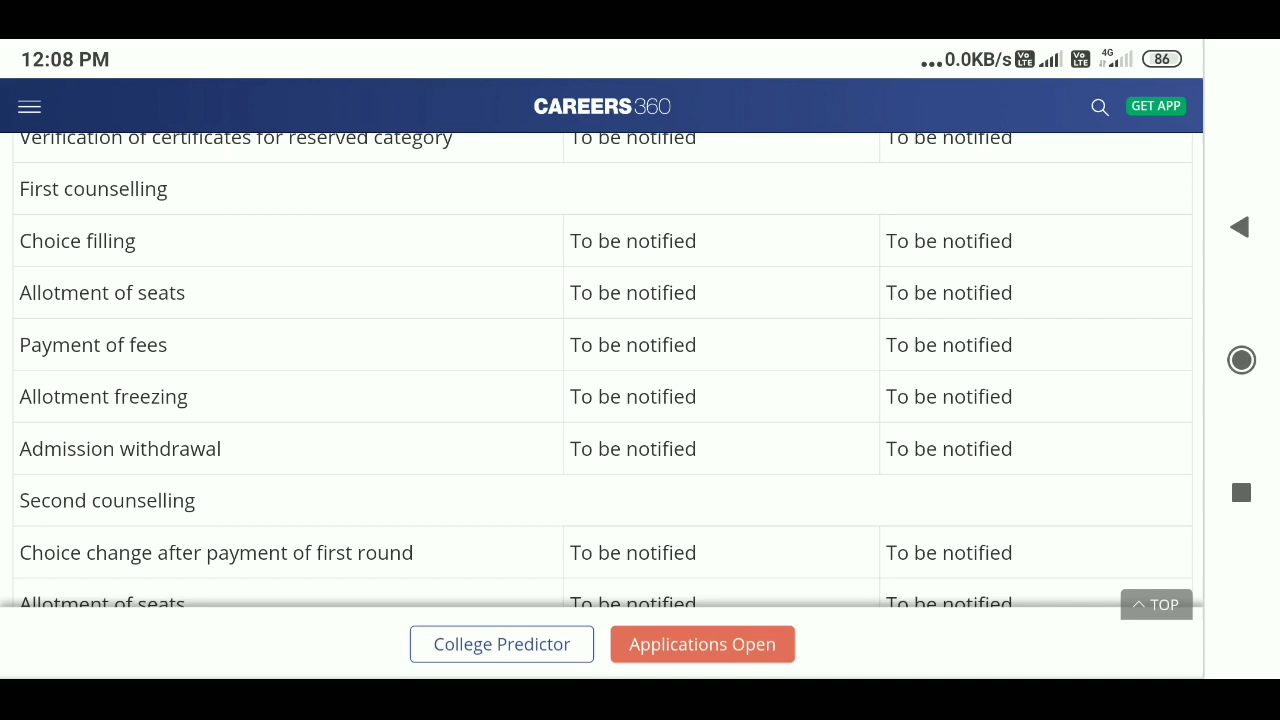 12:08 PM ...0.0KB/s Vo LTE Vo LTE 4G 86
CAREERS360 GET APP
Verification of certificates for reserved category To be notified To be notified
First counselling
Choice filling To be notified To be notified
Allotment of seats To be notified To be notified
Payment of fees To be notified To be notified
Allotment freezing To be notified To be notified
Admission withdrawal To be notified To be notified
Second counselling
Choice change after payment of first round To be notified To be notified
Allotment of seats To be notified To be notified
TOP
College Predictor Applications Open